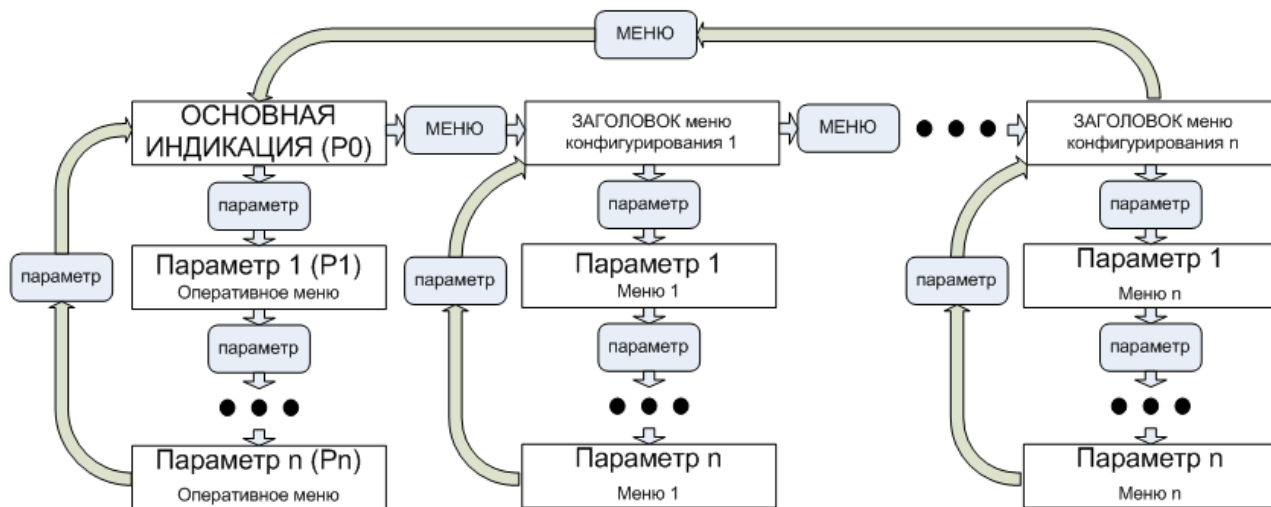 МЕНЮ
ОСНОВНАЯ
ИНДИКАЦИЯ (P0)
МЕНЮ
ЗАГОЛОВОК меню
конфигурирования 1
МЕНЮ
ЗАГОЛОВОК меню
конфигурирования n
параметр
параметр
параметр
параметр
Параметр 1 (P1)
Оперативное меню
параметр
Параметр 1
Меню 1
параметр
Параметр 1
Меню n
параметр
параметр
параметр
Параметр n (Pn)
Оперативное меню
Параметр n
Меню 1
Параметр n
Меню n